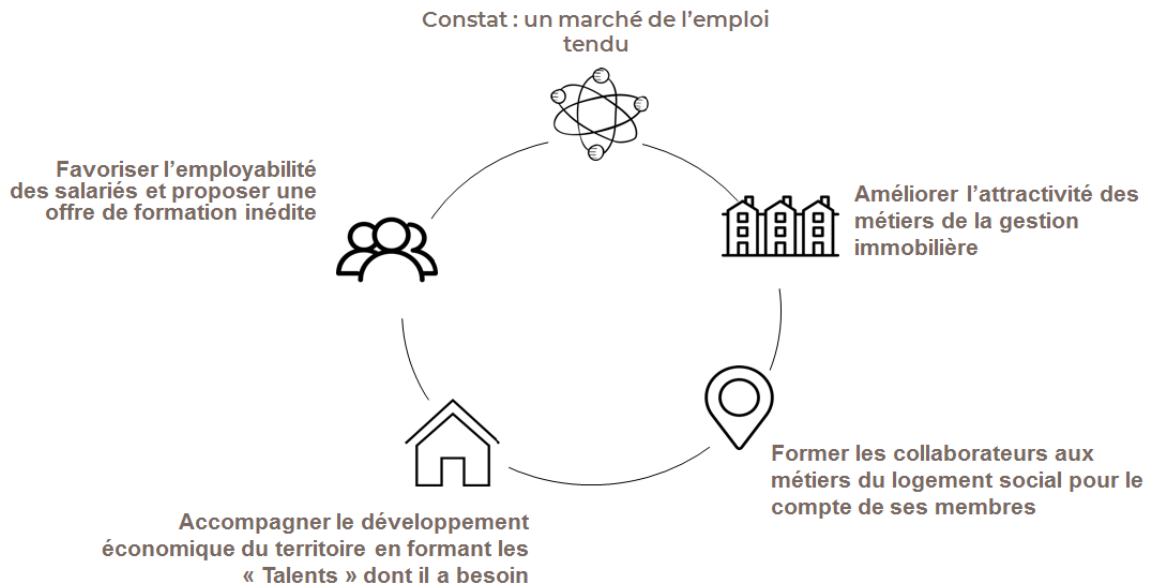 Constat : un marché de l’emploi
tendu
Améliorer l’attractivité des
métiers de la gestion
immobilière
Former les collaborateurs aux
métiers du logement social pour le
compte de ses membres
Accompagner le développement
économique du territoire en formant les
« Talents » dont il a besoin
Favoriser l’employabilité
des salariés et proposer une
offre de formation inédite